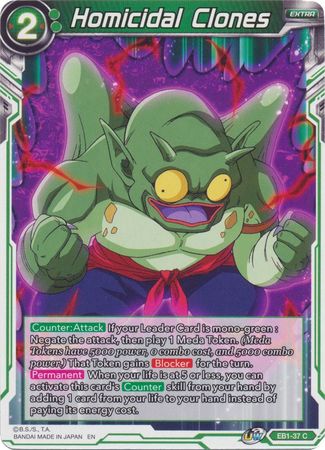 2
Homicidal Clones
EXTRA
Counter:Attack If your Leader Card is mono-green :
Negate the attack, then play 1 Meda Token. (Meda
Tokens have 5000 power, 0 combo cost, and 5000 combo
power.) That Token gains Blocker for the turn.
Permanent When your life is at 5 or less, you can
activate this card's Counter skill from your hand by
adding 1 card from your life to your hand instead of
paying its energy cost.
©B.S./S., T.A.
BANDAI MADE IN JAPAN EN
EB1-37 C